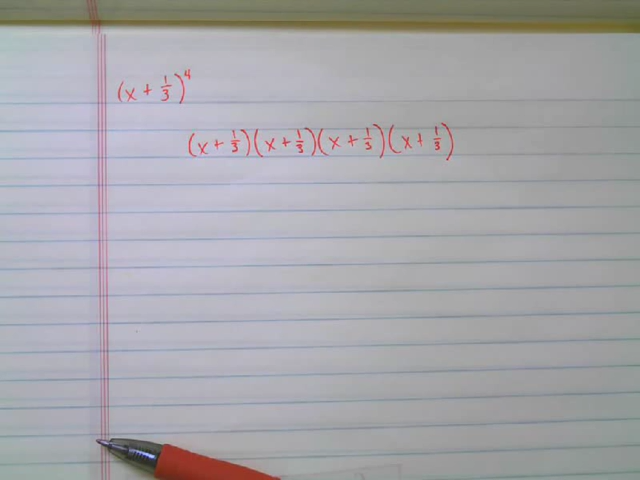 (x + 1/3)^4
(x + 1/3)(x + 1/3)(x + 1/3)(x + 1/3)